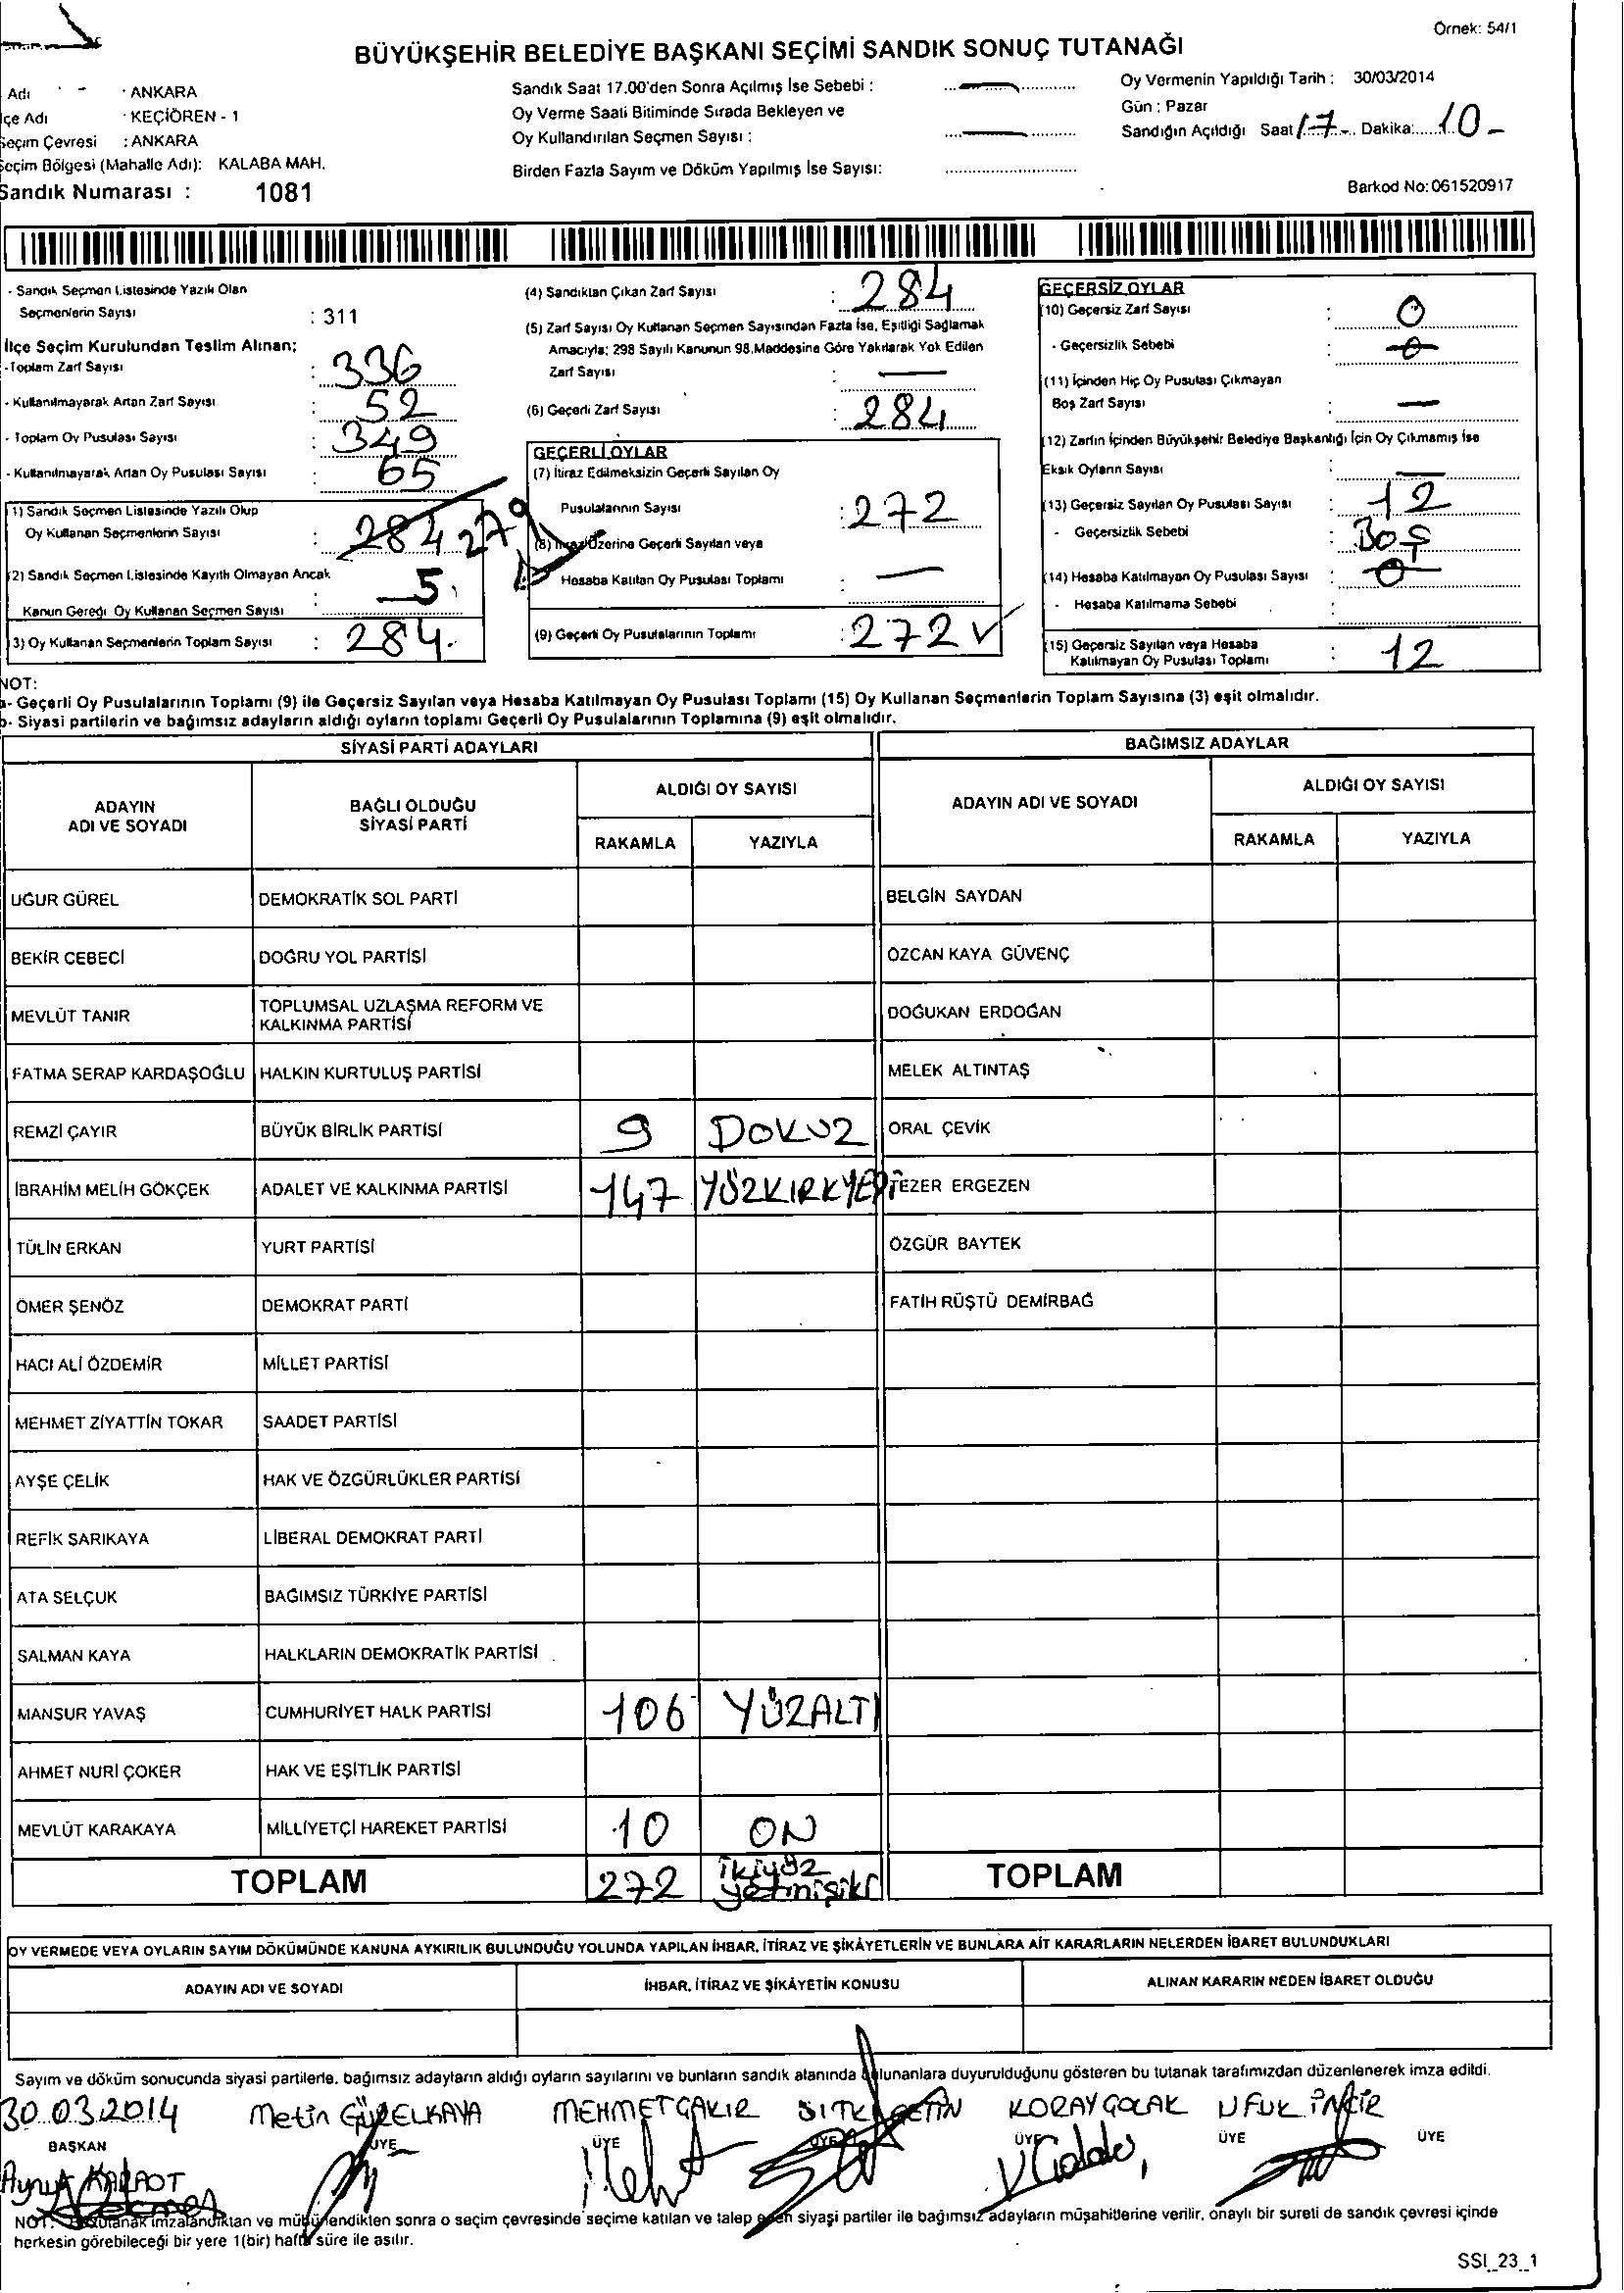 Örnek: 54/1
BÜYÜKŞEHİR BELEDİYE BAŞKANI SEÇİMİ SANDIK SONUÇ TUTANAĞI
Adı : ANKARA
lçe Adı : KEÇİÖREN - 1
Seçim Çevresi : ANKARA
Seçim Bölgesi (Mahalle Adı): KALABA MAH.
Sandık Numarası : 1081
Sandık Saat 17.00'den Sonra Açılmış İse Sebebi :
Oy Verme Saati Bitiminde Sırada Bekleyen ve
Oy Kullandırılan Seçmen Sayısı :
Birden Fazla Sayım ve Döküm Yapılmış İse Sayısı:
Oy Vermenin Yapıldığı Tarih : 30/03/2014
Gün : Pazar
Sandığın Açıldığı Saat 17 Dakika: 10
Barkod No: 061520917
- Sandık Seçmen Listesinde Yazılı Olan
Seçmenlerin Sayısı : 311
İlçe Seçim Kurulundan Teslim Alınan;
-Toplam Zarf Sayısı : 336
- Kullanılmayarak Artan Zarf Sayısı : 52
- Toplam Oy Pusulası Sayısı : 349
- Kullanılmayarak Artan Oy Pusulası Sayısı : 65
(1) Sandık Seçmen Listesinde Yazılı Olup
Oy Kullanan Seçmenlerin Sayısı : 284 279
(2) Sandık Seçmen Listesinde Kayıtlı Olmayan Ancak
Kanun Gereği Oy Kullanan Seçmen Sayısı : 5
(3) Oy Kullanan Seçmenlerin Toplam Sayısı : 284
(4) Sandıktan Çıkan Zarf Sayısı : 284
(5) Zarf Sayısı Oy Kullanan Seçmen Sayısından Fazla İse, Eşitliği Sağlamak
Amacıyla; 298 Sayılı Kanunun 98.Maddesine Göre Yakılarak Yok Edilen
Zarf Sayısı : —
(6) Geçerli Zarf Sayısı : 284
GEÇERLİ OYLAR
(7) İtiraz Edilmeksizin Geçerli Sayılan Oy
Pusulalarının Sayısı : 272
(8) İtiraz Üzerine Geçerli Sayılan veya
Hesaba Katılan Oy Pusulası Toplamı : —
(9) Geçerli Oy Pusulalarının Toplamı : 272
GEÇERSİZ OYLAR
(10) Geçersiz Zarf Sayısı : 0
- Geçersizlik Sebebi : 0
(11) İçinden Hiç Oy Pusulası Çıkmayan
Boş Zarf Sayısı : —
(12) Zarfın İçinden Büyükşehir Belediye Başkanlığı İçin Oy Çıkmamış İse
Eksik Oyların Sayısı : —
(13) Geçersiz Sayılan Oy Pusulası Sayısı : 12
- Geçersizlik Sebebi : BOŞ
(14) Hesaba Katılmayan Oy Pusulası Sayısı : 0
- Hesaba Katılmama Sebebi :
(15) Geçersiz Sayılan veya Hesaba
Katılmayan Oy Pusulası Toplamı : 12
NOT:
a- Geçerli Oy Pusulalarının Toplamı (9) ile Geçersiz Sayılan veya Hesaba Katılmayan Oy Pusulası Toplamı (15) Oy Kullanan Seçmenlerin Toplam Sayısına (3) eşit olmalıdır.
b- Siyasi partilerin ve bağımsız adayların aldığı oyların toplamı Geçerli Oy Pusulalarının Toplamına (9) eşit olmalıdır.
SİYASİ PARTİ ADAYLARI BAĞIMSIZ ADAYLAR
ADAYIN ADI VE SOYADI BAĞLI OLDUĞU SİYASİ PARTİ ALDIĞI OY SAYISI ADAYIN ADI VE SOYADI ALDIĞI OY SAYISI
RAKAMLA YAZIYLA RAKAMLA YAZIYLA
UĞUR GÜREL DEMOKRATİK SOL PARTİ BELGİN SAYDAN
BEKİR CEBECİ DOĞRU YOL PARTİSİ ÖZCAN KAYA GÜVENÇ
MEVLÜT TANIR TOPLUMSAL UZLAŞMA REFORM VE KALKINMA PARTİSİ DOĞUKAN ERDOĞAN
FATMA SERAP KARDAŞOĞLU HALKIN KURTULUŞ PARTİSİ MELEK ALTINTAŞ
REMZİ ÇAYIR BÜYÜK BİRLİK PARTİSİ 9 DOKUZ ORAL ÇEVİK
İBRAHİM MELİH GÖKÇEK ADALET VE KALKINMA PARTİSİ 147 YÜZKIRKYEDİ TEZER ERGEZEN
TÜLİN ERKAN YURT PARTİSİ ÖZGÜR BAYTEK
ÖMER ŞENÖZ DEMOKRAT PARTİ FATİH RÜŞTÜ DEMİRBAĞ
HACI ALİ ÖZDEMİR MİLLET PARTİSİ
MEHMET ZİYATTİN TOKAR SAADET PARTİSİ
AYŞE ÇELİK HAK VE ÖZGÜRLÜKLER PARTİSİ
REFİK SARIKAYA LİBERAL DEMOKRAT PARTİ
ATA SELÇUK BAĞIMSIZ TÜRKİYE PARTİSİ
SALMAN KAYA HALKLARIN DEMOKRATİK PARTİSİ
MANSUR YAVAŞ CUMHURİYET HALK PARTİSİ 106 YÜZALTI
AHMET NURİ ÇOKER HAK VE EŞİTLİK PARTİSİ
MEVLÜT KARAKAYA MİLLİYETÇİ HAREKET PARTİSİ 10 ON
TOPLAM 272 ikiyüz yetmişiki TOPLAM
OY VERMEDE VEYA OYLARIN SAYIM DÖKÜMÜNDE KANUNA AYKIRILIK BULUNDUĞU YOLUNDA YAPILAN İHBAR, İTİRAZ VE ŞİKÂYETLERİN VE BUNLARA AİT KARARLARIN NELERDEN İBARET BULUNDUKLARI
ADAYIN ADI VE SOYADI İHBAR, İTİRAZ VE ŞİKÂYETİN KONUSU ALINAN KARARIN NEDEN İBARET OLDUĞU
Sayım ve döküm sonucunda siyasi partilerle, bağımsız adayların aldığı oyların sayılarını ve bunların sandık alanında bulunanlara duyurulduğunu gösteren bu tutanak tarafımızdan düzenlenerek imza edildi.
30.03.2014 Metin GÜRELKAYA MEHMET ÇAKIR SITKI ÇETİN KORAY ÇOLAK UFUK
BAŞKAN ÜYE ÜYE ÜYE ÜYE ÜYE ÜYE
NOT: tutanak imzalandıktan ve mühürlendikten sonra o seçim çevresinde seçime katılan ve talep eden siyasi partiler ile bağımsız adayların müşahitlerine verilir, onaylı bir sureti de sandık çevresi içinde
herkesin görebileceği bir yere 1(bir) hafta süre ile asılır.
SSI_23_1